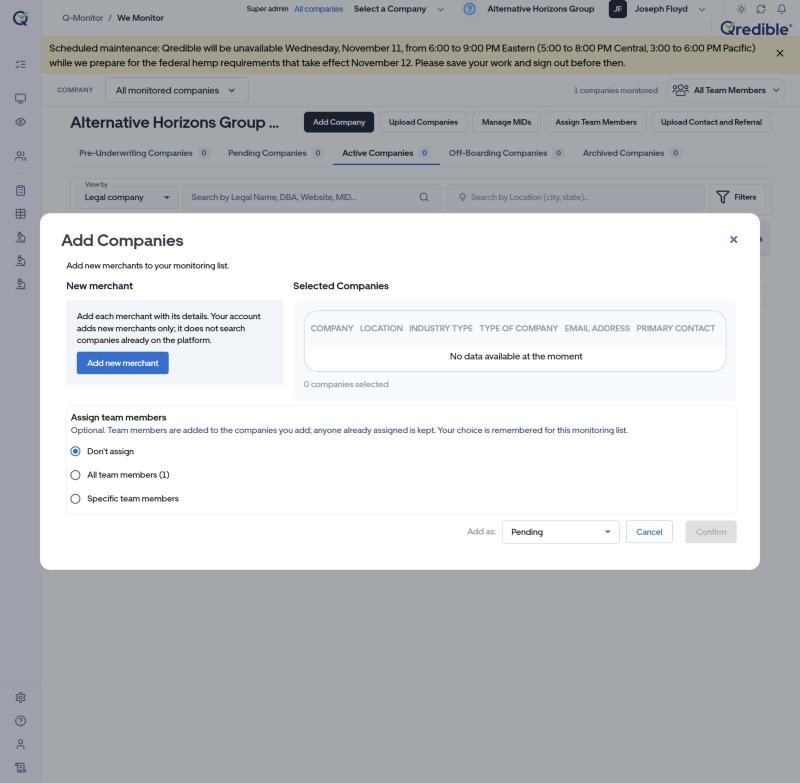 Super admin All companies Select a Company Alternative Horizons Group JF Joseph Floyd
Q-Monitor / We Monitor
Qredible
Scheduled maintenance: Qredible will be unavailable Wednesday, November 11, from 6:00 to 9:00 PM Eastern (5:00 to 8:00 PM Central, 3:00 to 6:00 PM Pacific)
while we prepare for the federal hemp requirements that take effect November 12. Please save your work and sign out before then.
COMPANY All monitored companies 1 companies monitored All Team Members
Alternative Horizons Group ... Add Company Upload Companies Manage MIDs Assign Team Members Upload Contact and Referral
Pre-Underwriting Companies 0 Pending Companies 0 Active Companies 0 Off-Boarding Companies 0 Archived Companies 0
View by
Legal company Search by Legal Name, DBA, Website, MID... Search by Location (city, state)... Filters
Add Companies
Add new merchants to your monitoring list.
New merchant
Add each merchant with its details. Your account
adds new merchants only; it does not search
companies already on the platform.
Add new merchant
Selected Companies
COMPANY LOCATION INDUSTRY TYPE TYPE OF COMPANY EMAIL ADDRESS PRIMARY CONTACT
No data available at the moment
0 companies selected
Assign team members
Optional. Team members are added to the companies you add; anyone already assigned is kept. Your choice is remembered for this monitoring list.
Don't assign
All team members (1)
Specific team members
Add as: Pending Cancel Confirm